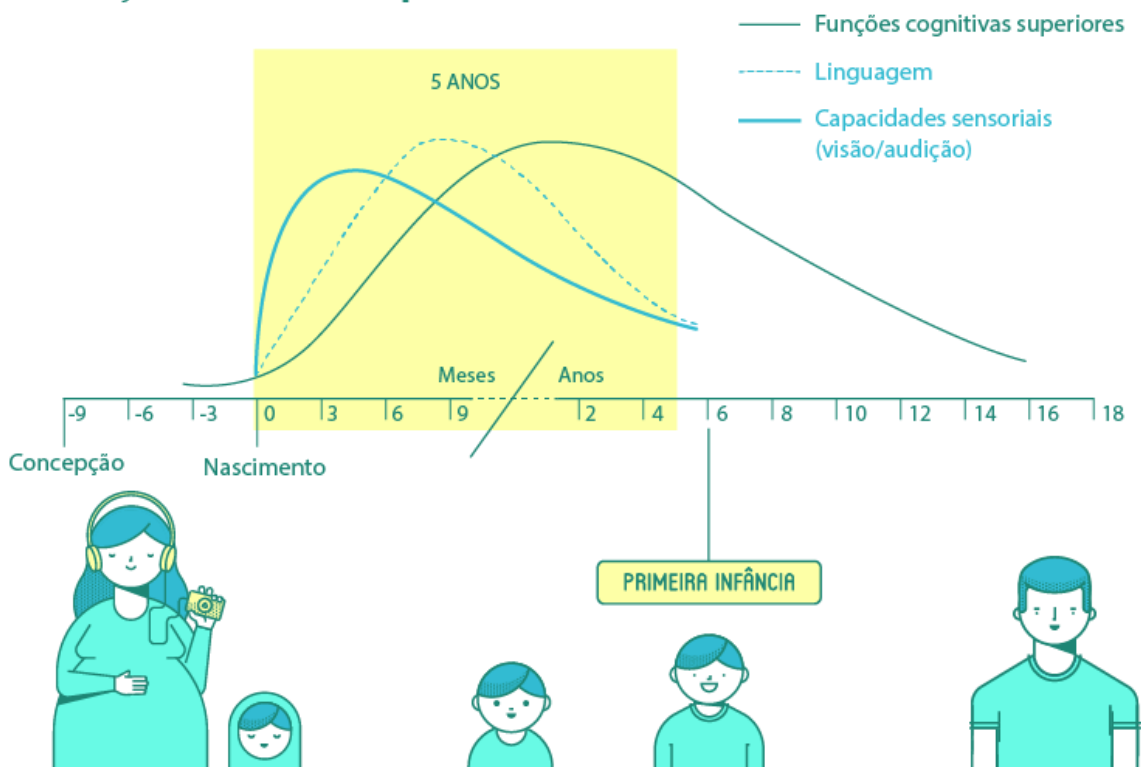 Funções cognitivas superiores
Linguagem
Capacidades sensoriais
(visão/audição)
5 ANOS
Meses Anos
-9 -6 -3 0 3 6 9 2 4 6 8 10 12 14 16 18
Concepção Nascimento
PRIMEIRA INFÂNCIA